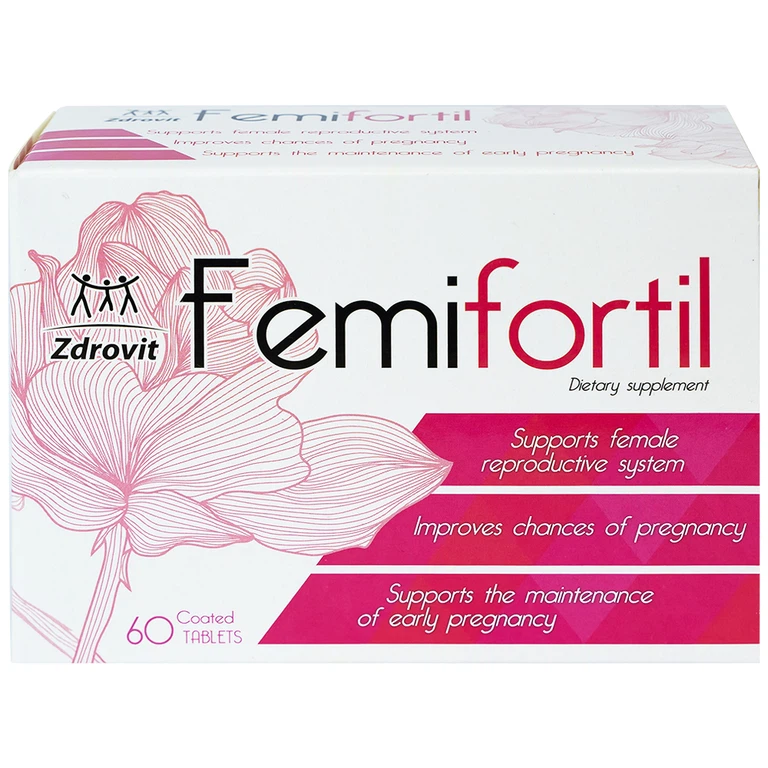 Zdrovit Femifortil
Supports female reproductive system
Improves chances of pregnancy
Supports the maintenance of early pregnancy
Zdrovit
Femifortil
Dietary supplement
Supports female
reproductive system
Improves chances of pregnancy
Supports the maintenance
of early pregnancy
60 Coated
TABLETS